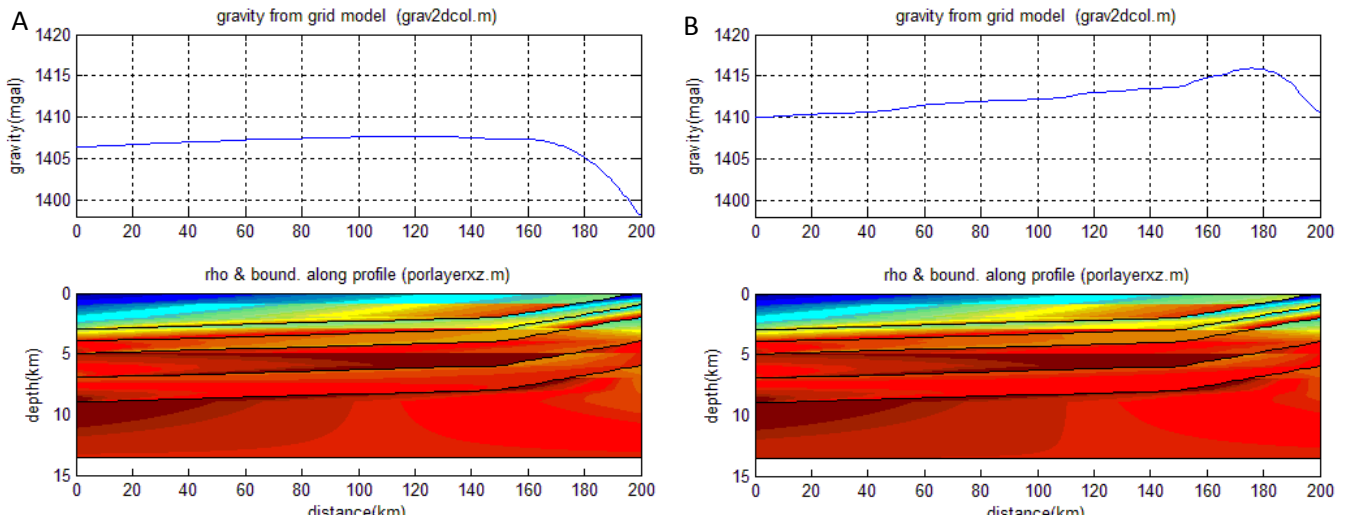 A
gravity from grid model (grav2dcol.m)
gravity(mgal)
1420
1415
1410
1405
1400
0 20 40 60 80 100 120 140 160 180 200
rho & bound. along profile (porlayerxz.m)
depth(km)
0
5
10
15
0 20 40 60 80 100 120 140 160 180 200
distance(km)
B
gravity from grid model (grav2dcol.m)
gravity(mgal)
1420
1415
1410
1405
1400
0 20 40 60 80 100 120 140 160 180 200
rho & bound. along profile (porlayerxz.m)
depth(km)
0
5
10
15
0 20 40 60 80 100 120 140 160 180 200
distance(km)